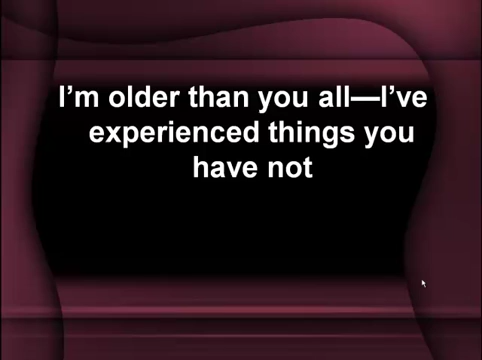 I’m older than you all—I’ve
experienced things you
have not